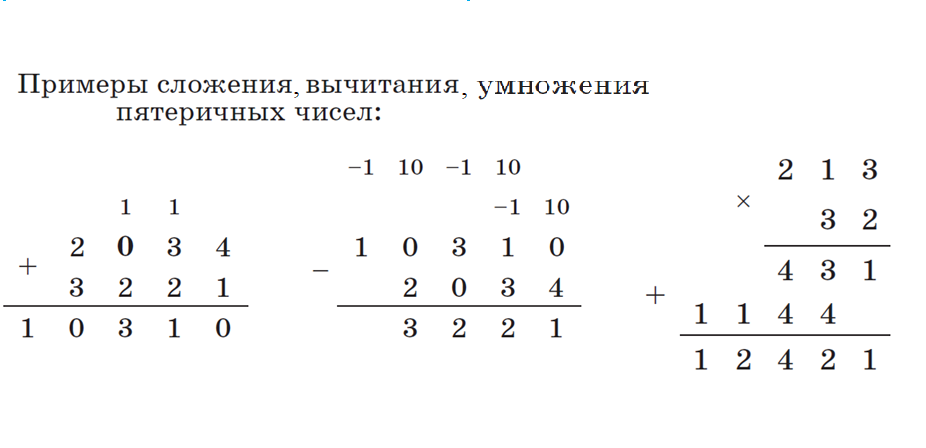 Примеры сложения, вычитания, умножения
пятеричных чисел:
1 1
+ 2 0 3 4
3 2 2 1
1 0 3 1 0
−1 10 −1 10
−1 10
− 1 0 3 1 0
2 0 3 4
3 2 2 1
2 1 3
×
3 2
4 3 1
+
1 1 4 4
1 2 4 2 1